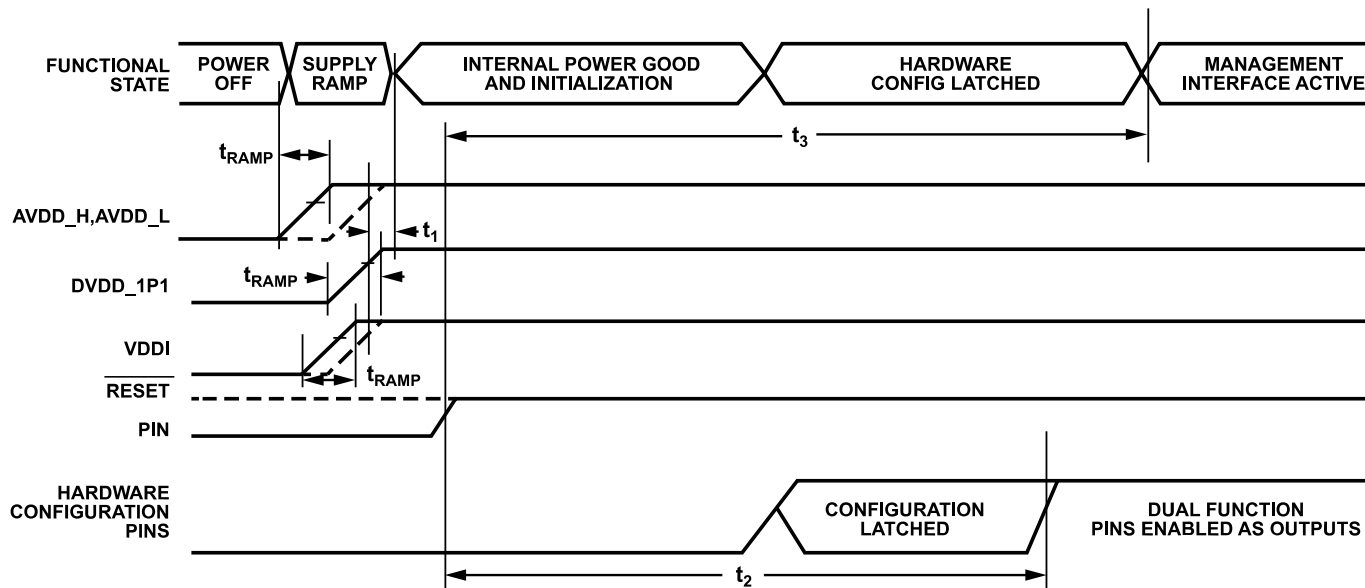 FUNCTIONAL
STATE
POWER
OFF
SUPPLY
RAMP
INTERNAL POWER GOOD
AND INITIALIZATION
HARDWARE
CONFIG LATCHED
MANAGEMENT
INTERFACE ACTIVE
t3
tRAMP
AVDD_H,AVDD_L
t1
tRAMP
DVDD_1P1
VDDI
tRAMP
RESET
PIN
HARDWARE
CONFIGURATION
PINS
CONFIGURATION
LATCHED
DUAL FUNCTION
PINS ENABLED AS OUTPUTS
t2